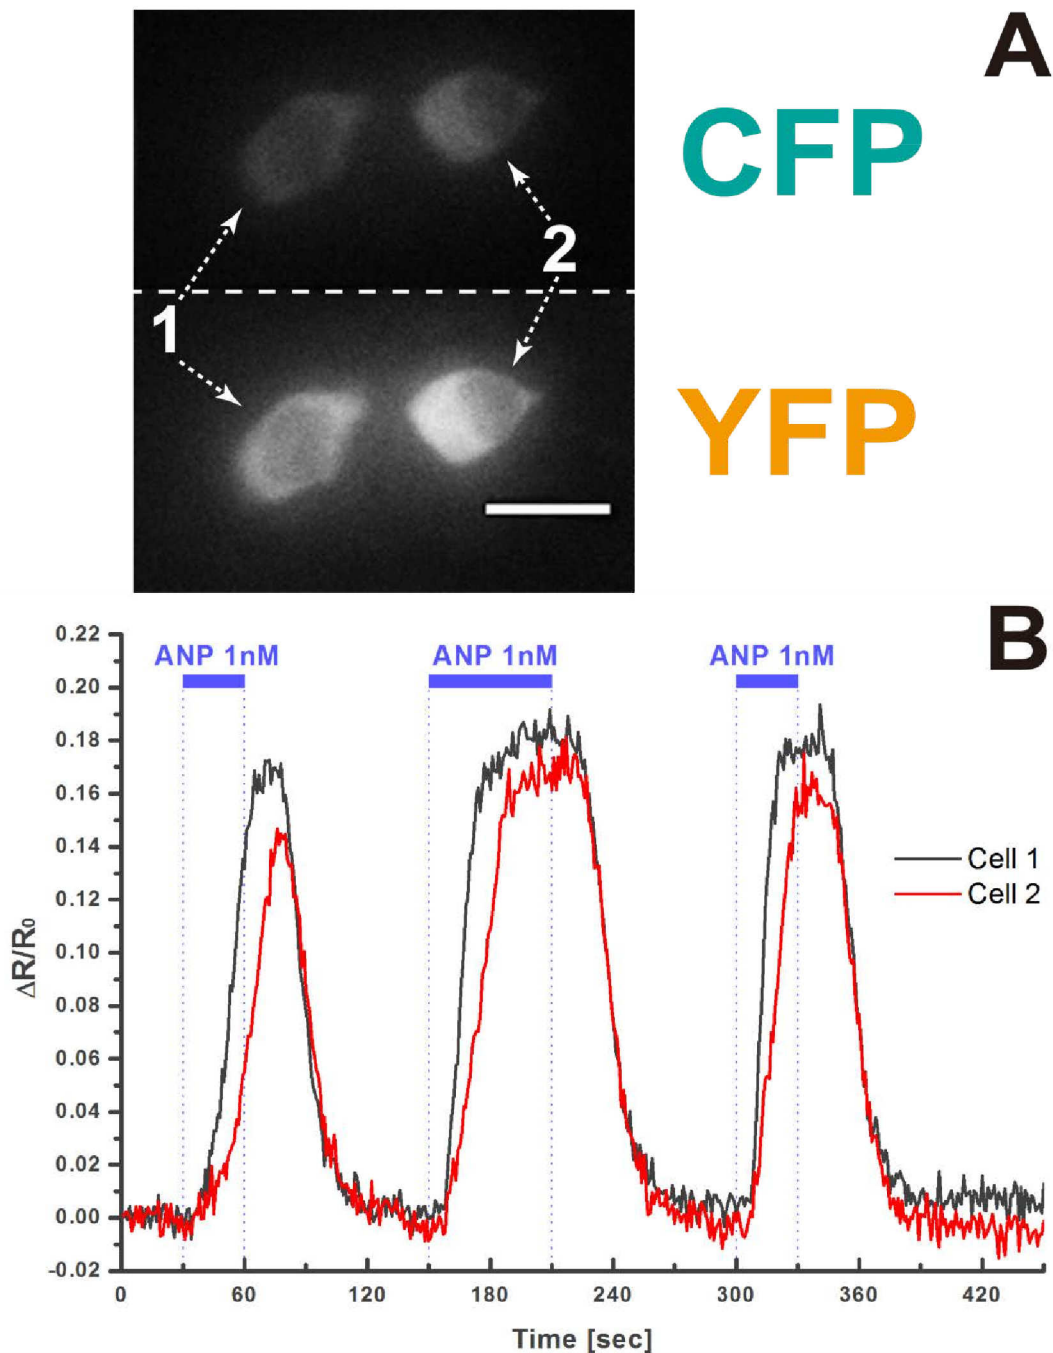 A
CFP
2
1
YFP
B
0.22
0.20
0.18
0.16
0.14
0.12
0.10
0.08
0.06
0.04
0.02
0.00
-0.02
ΔR/R₀
ANP 1nM ANP 1nM ANP 1nM
Cell 1
Cell 2
0 60 120 180 240 300 360 420
Time [sec]